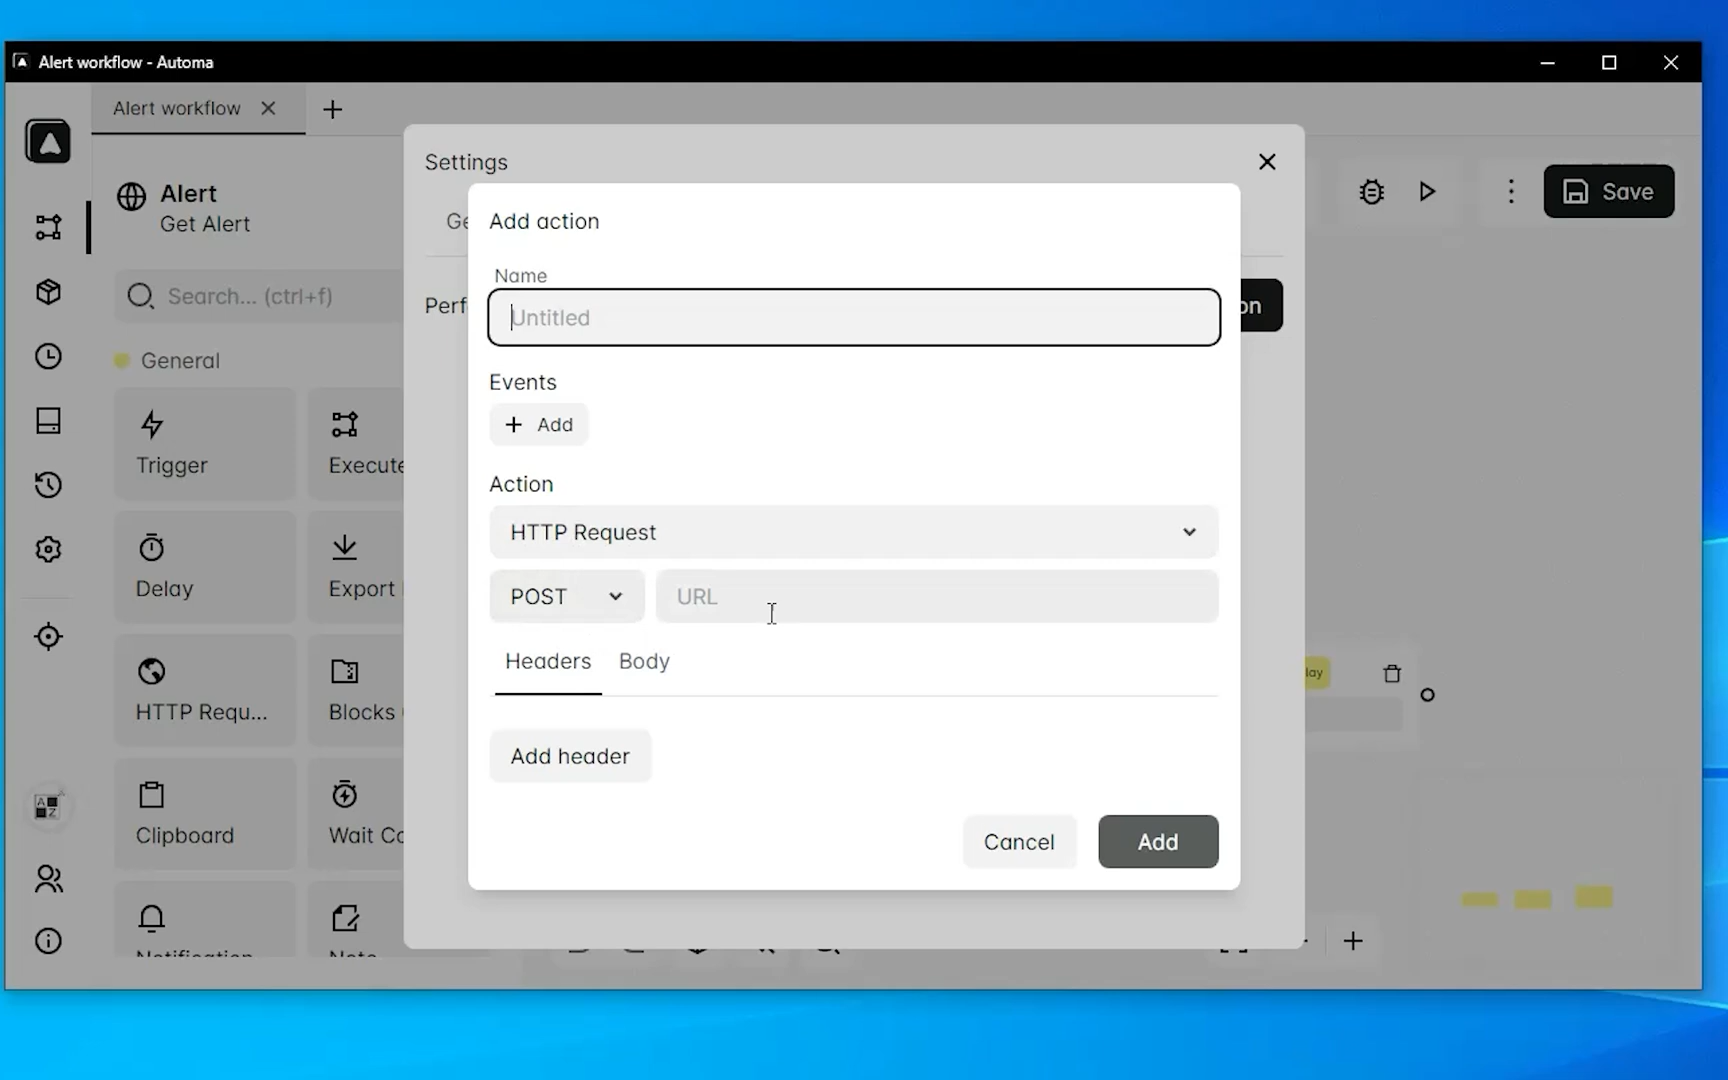 Alert workflow - Automa
Alert workflow
Settings
Alert
Get Alert
Save
Add action
Name
Untitled
Search... (ctrl+f)
General
Events
Add
Trigger
Action
HTTP Request
Delay
POST
URL
Headers
Body
HTTP Requ...
Blocks
Add header
Clipboard
Cancel
Add